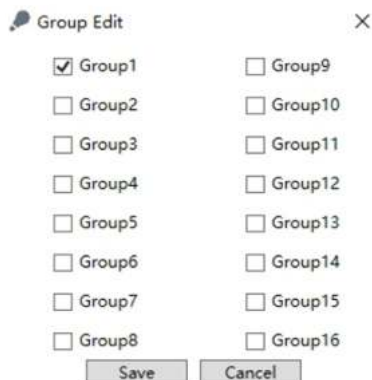 Group Edit
Group1 Group9
Group2 Group10
Group3 Group11
Group4 Group12
Group5 Group13
Group6 Group14
Group7 Group15
Group8 Group16
Save Cancel